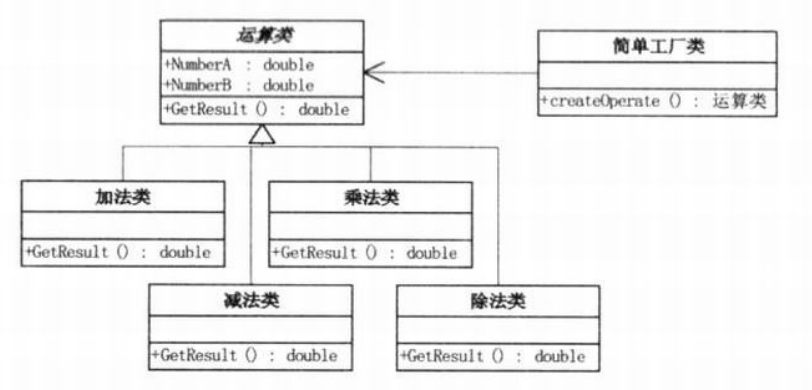 运算类
+NumberA : double
+NumberB : double
+GetResult () : double
简单工厂类
+createOperate () : 运算类
加法类
+GetResult () : double
乘法类
+GetResult () : double
减法类
+GetResult () : double
除法类
+GetResult () : double